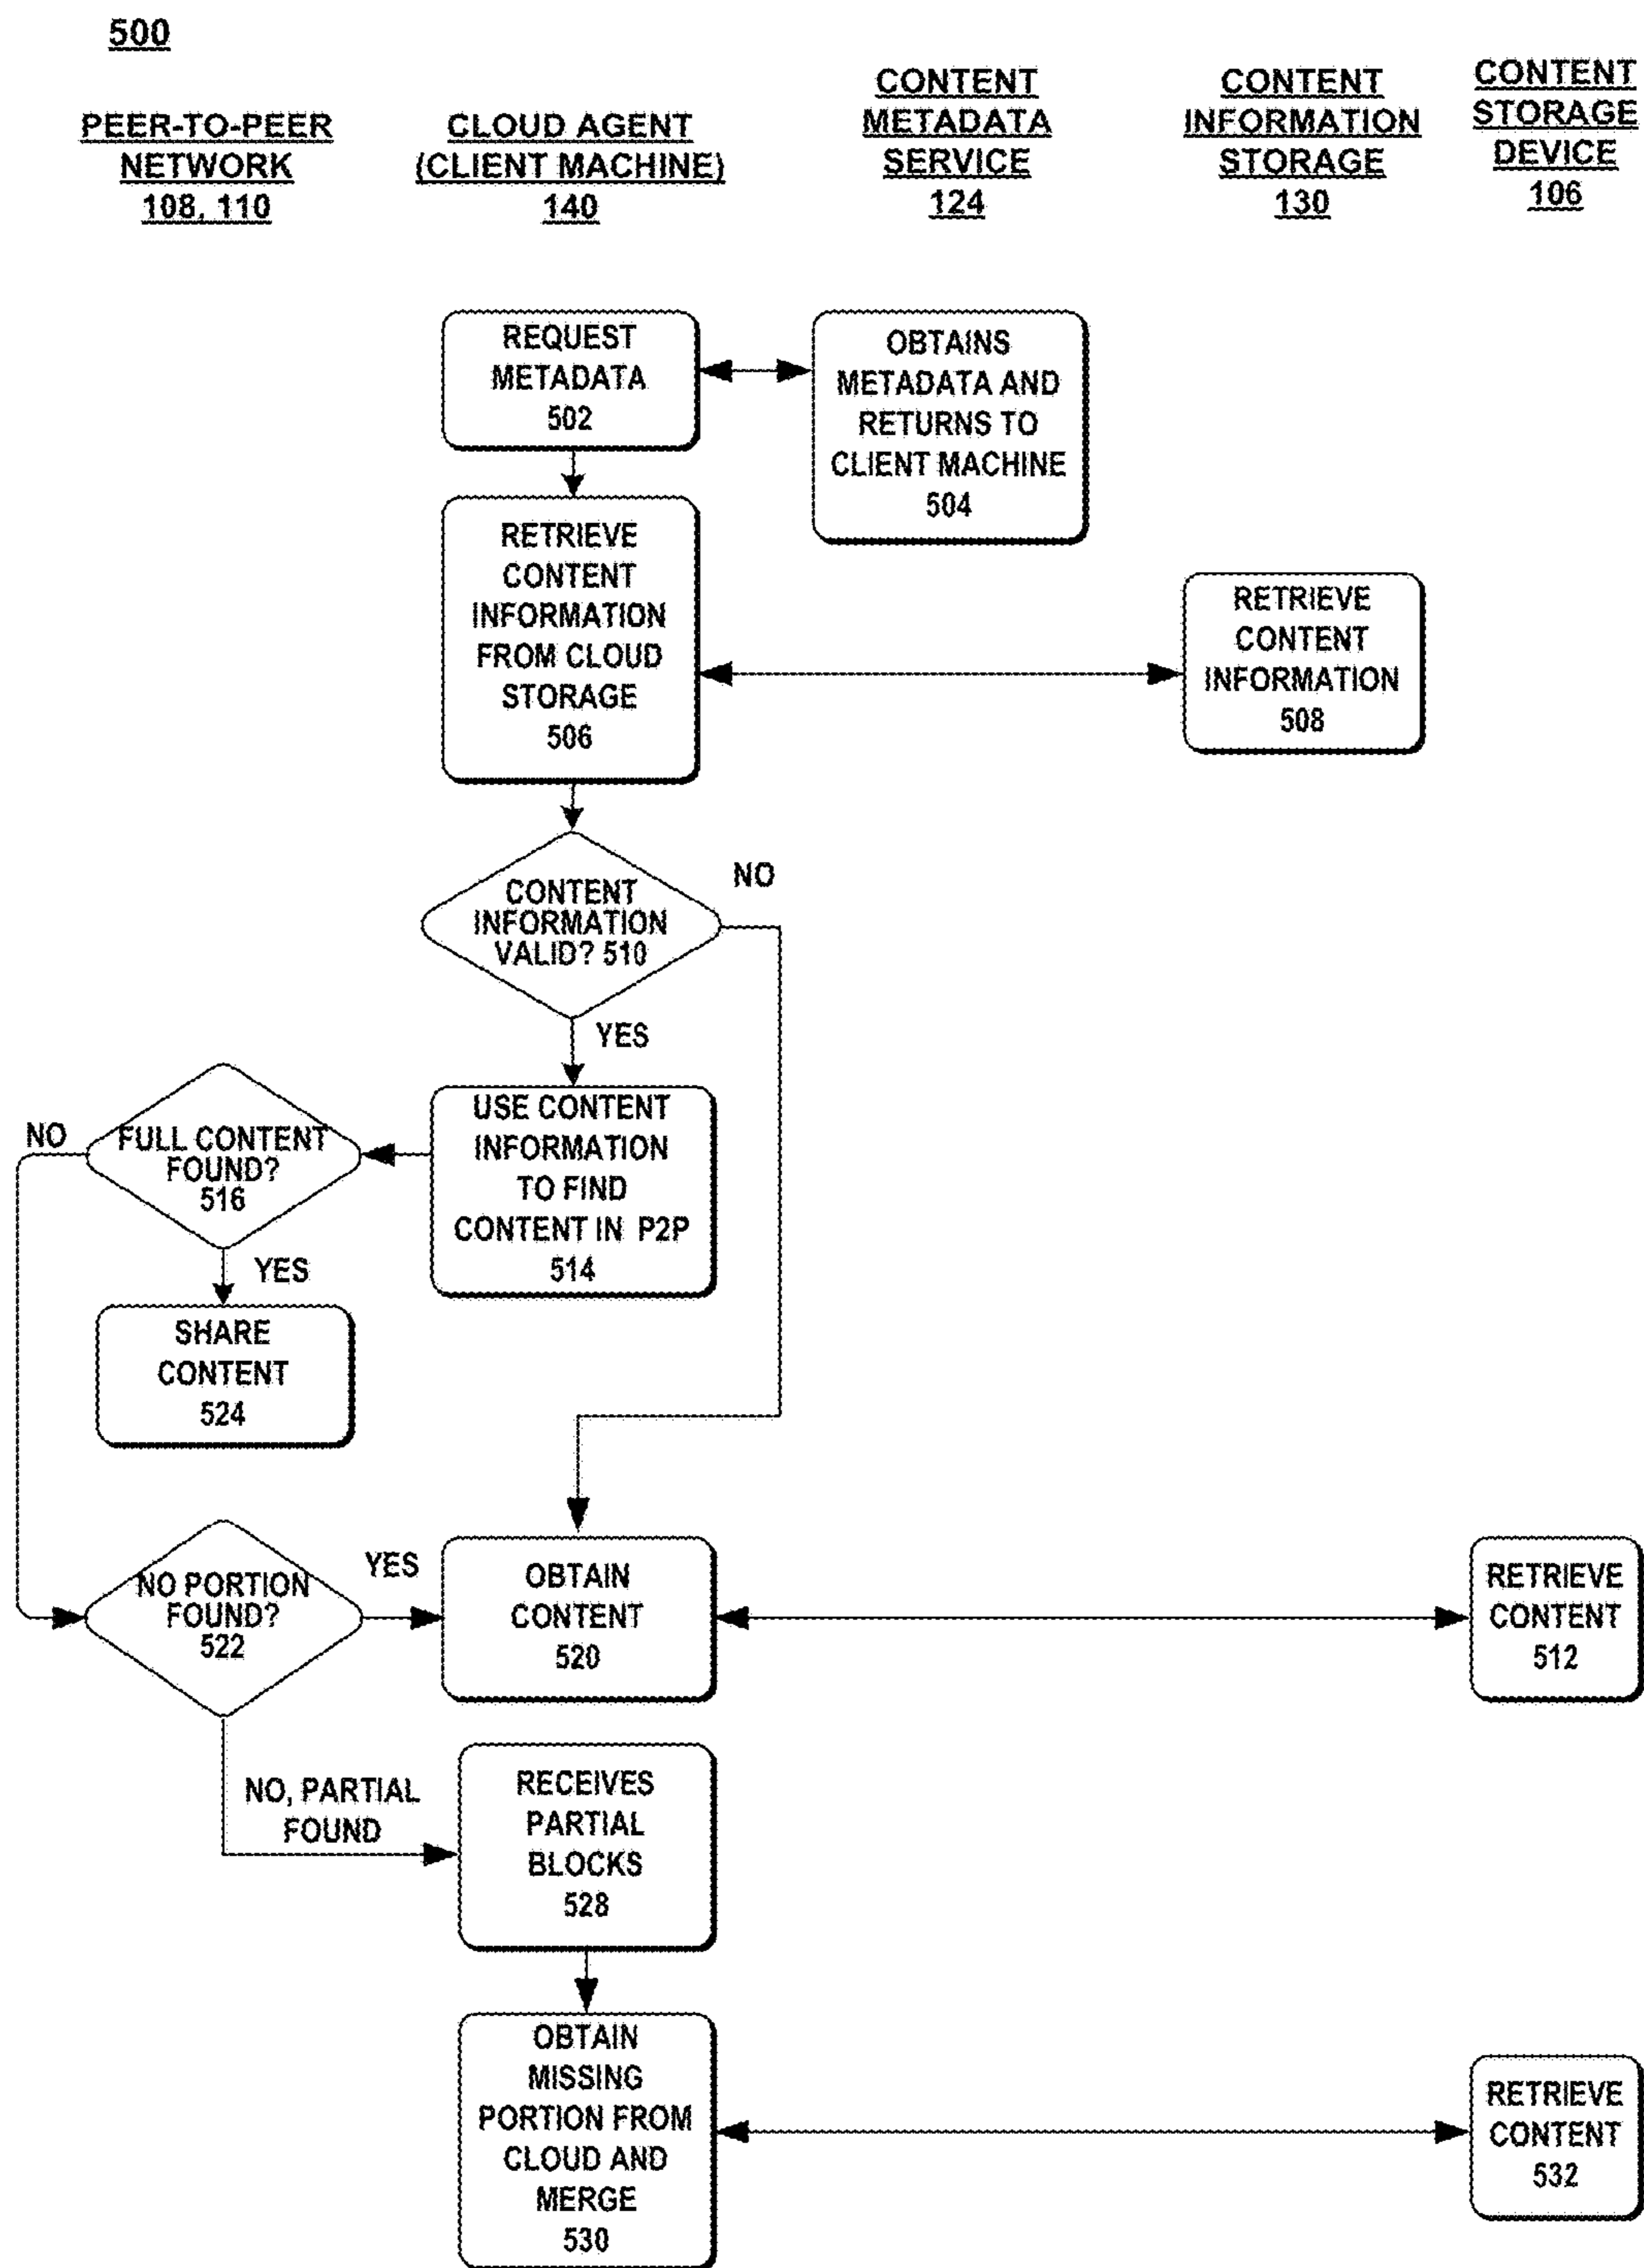 500
PEER-TO-PEER
NETWORK
108, 110
CLOUD AGENT
(CLIENT MACHINE)
140
CONTENT
METADATA
SERVICE
124
CONTENT
INFORMATION
STORAGE
130
CONTENT
STORAGE
DEVICE
106
REQUEST
METADATA
502
OBTAINS
METADATA AND
RETURNS TO
CLIENT MACHINE
504
RETRIEVE
CONTENT
INFORMATION
FROM CLOUD
STORAGE
506
RETRIEVE
CONTENT
INFORMATION
508
CONTENT
INFORMATION
VALID? 510
NO
YES
USE CONTENT
INFORMATION
TO FIND
CONTENT IN P2P
514
NO
FULL CONTENT
FOUND?
516
YES
SHARE
CONTENT
524
NO PORTION
FOUND?
522
YES
OBTAIN
CONTENT
520
RETRIEVE
CONTENT
512
NO, PARTIAL
FOUND
RECEIVES
PARTIAL
BLOCKS
528
OBTAIN
MISSING
PORTION FROM
CLOUD AND
MERGE
530
RETRIEVE
CONTENT
532